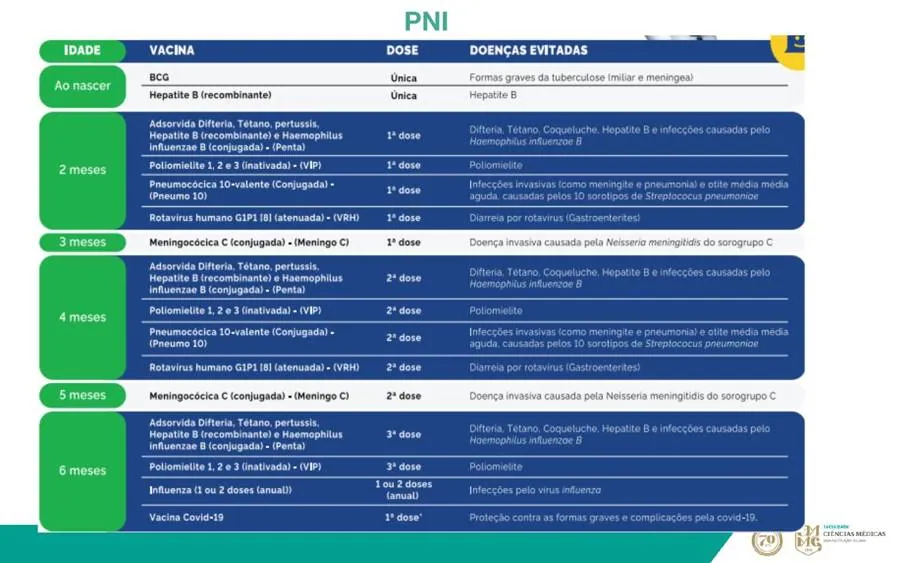 PNI
IDADE VACINA DOSE DOENÇAS EVITADAS
Ao nascer
BCG Única Formas graves da tuberculose (miliar e meníngea)
Hepatite B (recombinante) Única Hepatite B
2 meses
Adsorvida Difteria, Tétano, pertussis,
Hepatite B (recombinante) e Haemophilus
influenzae B (conjugada) - (Penta)
1ª dose
Difteria, Tétano, Coqueluche, Hepatite B e infecções causadas pelo
Haemophilus influenzae B
Poliomielite 1, 2 e 3 (inativada) - (VIP) 1ª dose Poliomielite
Pneumocócica 10-valente (Conjugada) -
(Pneumo 10)
1ª dose
Infecções invasivas (como meningite e pneumonia) e otite média média
aguda, causadas pelos 10 sorotipos de Streptococus pneumoniae
Rotavírus humano G1P1 [8] (atenuada) - (VRH) 1ª dose Diarreia por rotavírus (Gastroenterites)
3 meses Meningocócica C (conjugada) - (Meningo C) 1ª dose Doença invasiva causada pela Neisseria meningitidis do sorogrupo C
4 meses
Adsorvida Difteria, Tétano, pertussis,
Hepatite B (recombinante) e Haemophilus
influenzae B (conjugada) - (Penta)
2ª dose
Difteria, Tétano, Coqueluche, Hepatite B e infecções causadas pelo
Haemophilus influenzae B
Poliomielite 1, 2 e 3 (inativada) - (VIP) 2ª dose Poliomielite
Pneumocócica 10-valente (Conjugada) -
(Pneumo 10)
2ª dose
Infecções invasivas (como meningite e pneumonia) e otite média média
aguda, causadas pelos 10 sorotipos de Streptococus pneumoniae
Rotavírus humano G1P1 [8] (atenuada) - (VRH) 2ª dose Diarreia por rotavírus (Gastroenterites)
5 meses Meningocócica C (conjugada) - (Meningo C) 2ª dose Doença invasiva causada pela Neisseria meningitidis do sorogrupo C
6 meses
Adsorvida Difteria, Tétano, pertussis,
Hepatite B (recombinante) e Haemophilus
influenzae B (conjugada) - (Penta)
3ª dose
Difteria, Tétano, Coqueluche, Hepatite B e infecções causadas pelo
Haemophilus influenzae B
Poliomielite 1, 2 e 3 (inativada) - (VIP) 3ª dose Poliomielite
Influenza (1 ou 2 doses (anual)) 1 ou 2 doses
(anual)
Infecções pelo vírus influenza
Vacina Covid-19 1ª dose* Proteção contra as formas graves e complicações pela covid-19.
70
FACULDADE
CIÊNCIAS MÉDICAS